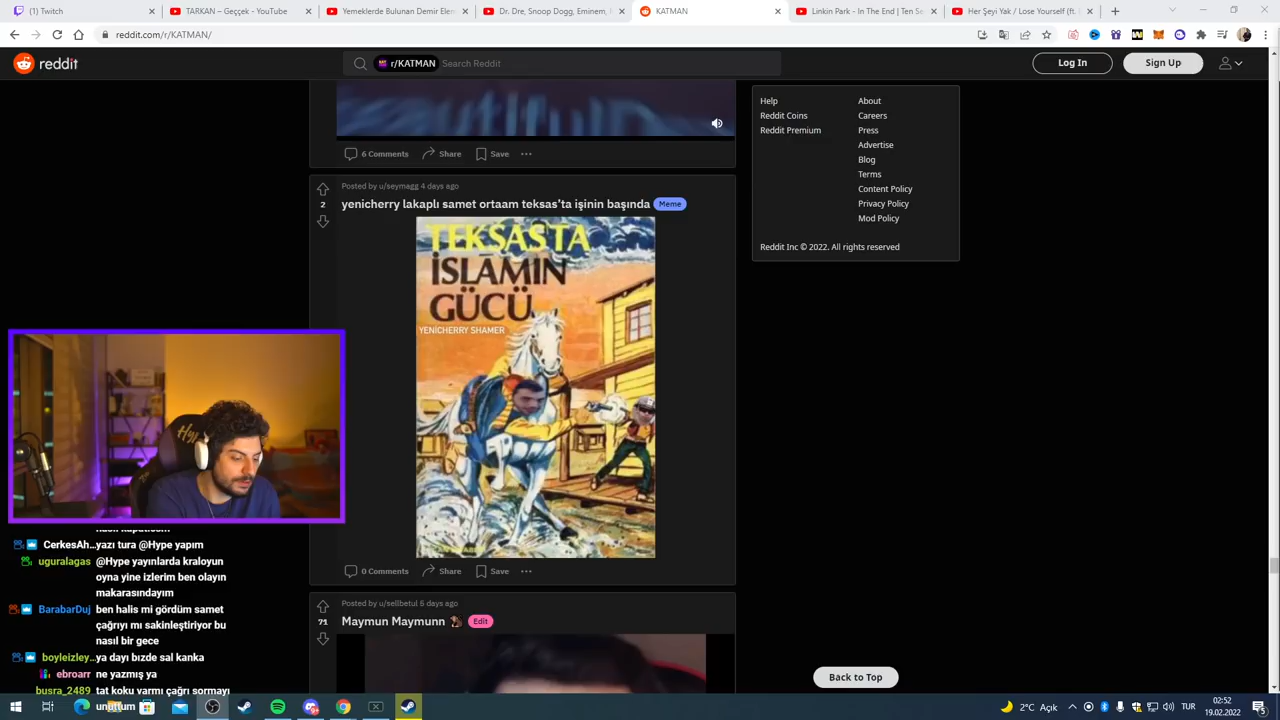 (1) Twitch
TARKAN – Geççek - YouTube
Yemeklerde Bulunan Demir Elem
Dr. Dre, Snoop Dogg, Eminem, M
KATMAN
Linkin Park - In The End | Ten Se
Her Şeyi Yak / Lose Yourself (ft.
reddit.com/r/KATMAN/
reddit
r/KATMAN
Search Reddit
Log In
Sign Up
Help
Reddit Coins
Reddit Premium
About
Careers
Press
Advertise
Blog
Terms
Content Policy
Privacy Policy
Mod Policy
Reddit Inc © 2022. All rights reserved
6 Comments
Share
Save
Posted by u/seymagg 4 days ago
2
yenicherry lakaplı samet ortaam teksas'ta işinin başında
Meme
TEKSAS'TA
İSLAMIN
GÜCÜ
YENICHERRY SHAMER
0 Comments
Share
Save
Posted by u/sellbetul 5 days ago
71
Maymun Maymunn
Edit
Back to Top
CerkesAh... yazı tura @Hype yapım
uguralagas @Hype yayınlarda kraloyun
oyna yine izlerim ben olayın
makarasındayım
BarabarDuj ben halis mi gördüm samet
çağrıyı mı sakinleştiriyor bu
nasıl bir gece
boyleizley... ya dayı bızde sal kanka
ebroarr ne yazmış ya
busra_2489 tat koku varmı çağrı sormayı
unuttum
2°C Açık
TUR
02:52
19.02.2022
5